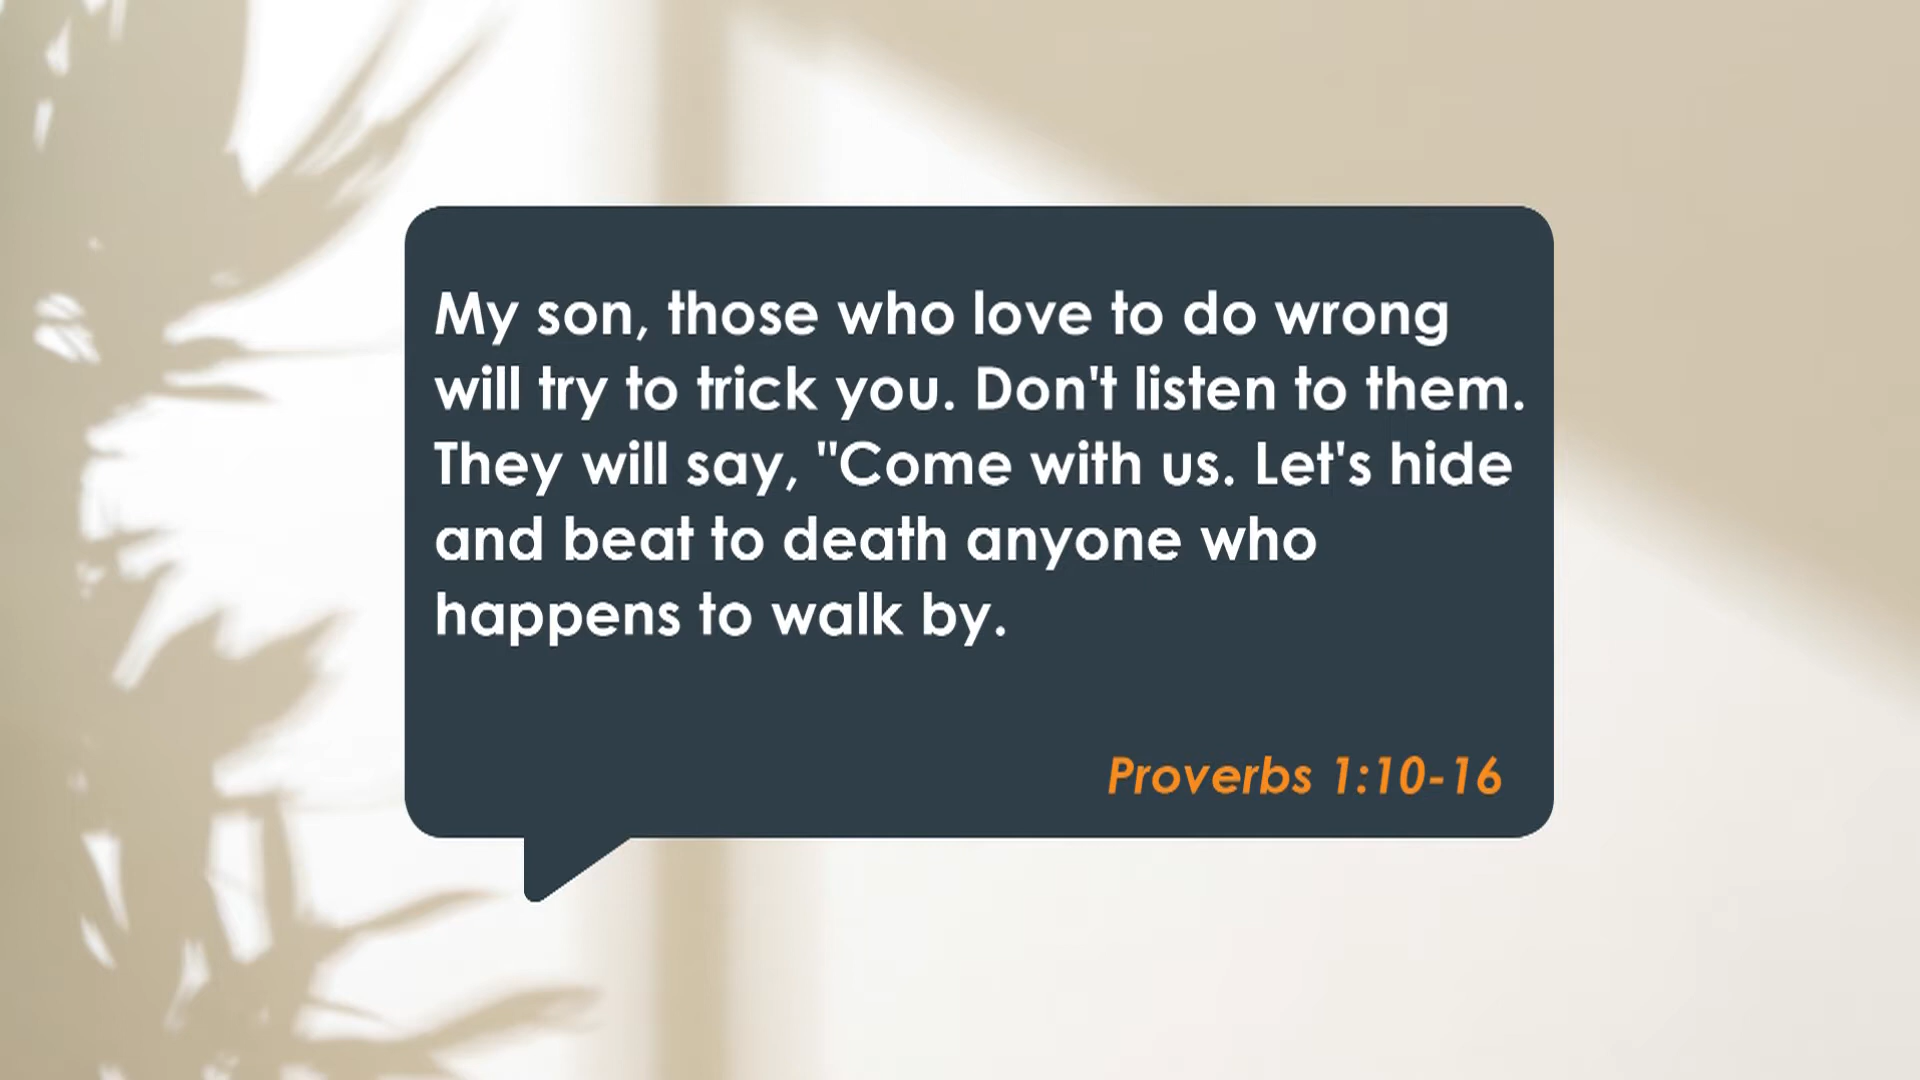 My son, those who love to do wrong
will try to trick you. Don't listen to them.
They will say, "Come with us. Let's hide
and beat to death anyone who
happens to walk by.
Proverbs 1:10-16